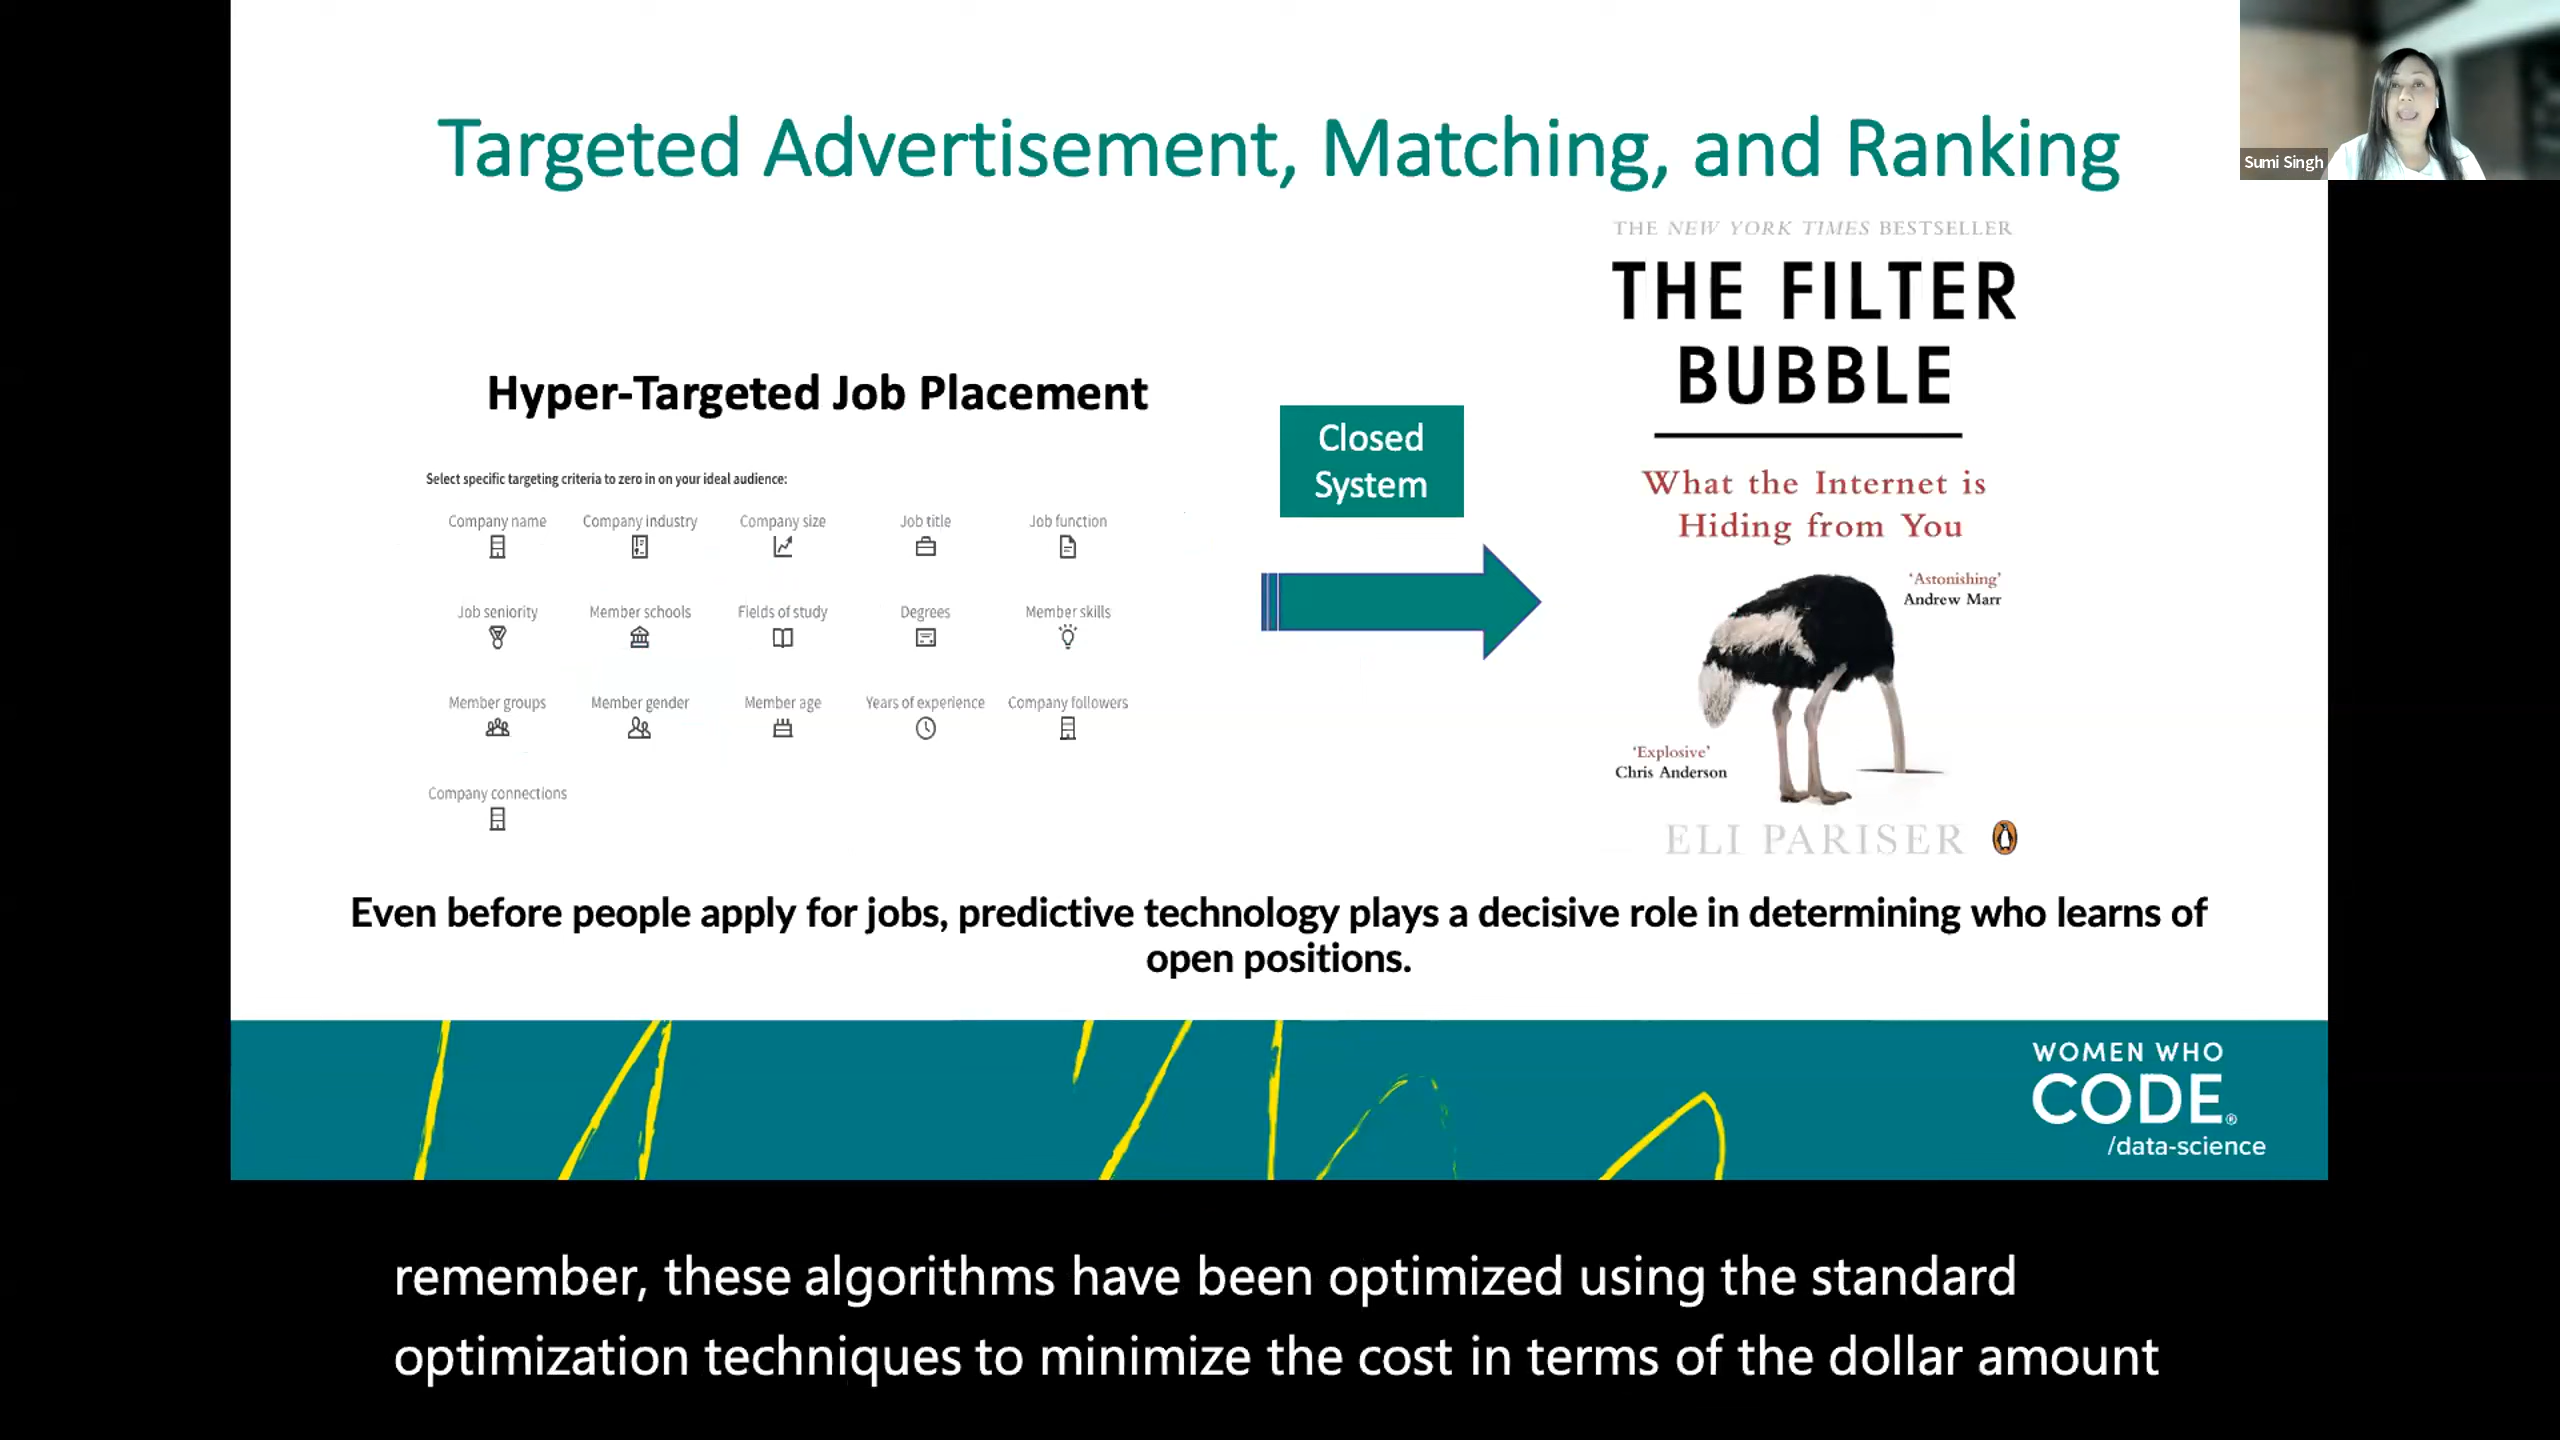 Targeted Advertisement, Matching, and Ranking
Sumi Singh
Hyper-Targeted Job Placement
Select specific targeting criteria to zero in on your ideal audience:
Company name Company industry Company size Job title Job function
Job seniority Member schools Fields of study Degrees Member skills
Member groups Member gender Member age Years of experience Company followers
Company connections
Closed
System
THE NEW YORK TIMES BESTSELLER
THE FILTER
BUBBLE
What the Internet is
Hiding from You
'Astonishing'
Andrew Marr
'Explosive'
Chris Anderson
ELI PARISER
Even before people apply for jobs, predictive technology plays a decisive role in determining who learns of
open positions.
WOMEN WHO
CODE®
/data-science
remember, these algorithms have been optimized using the standard
optimization techniques to minimize the cost in terms of the dollar amount